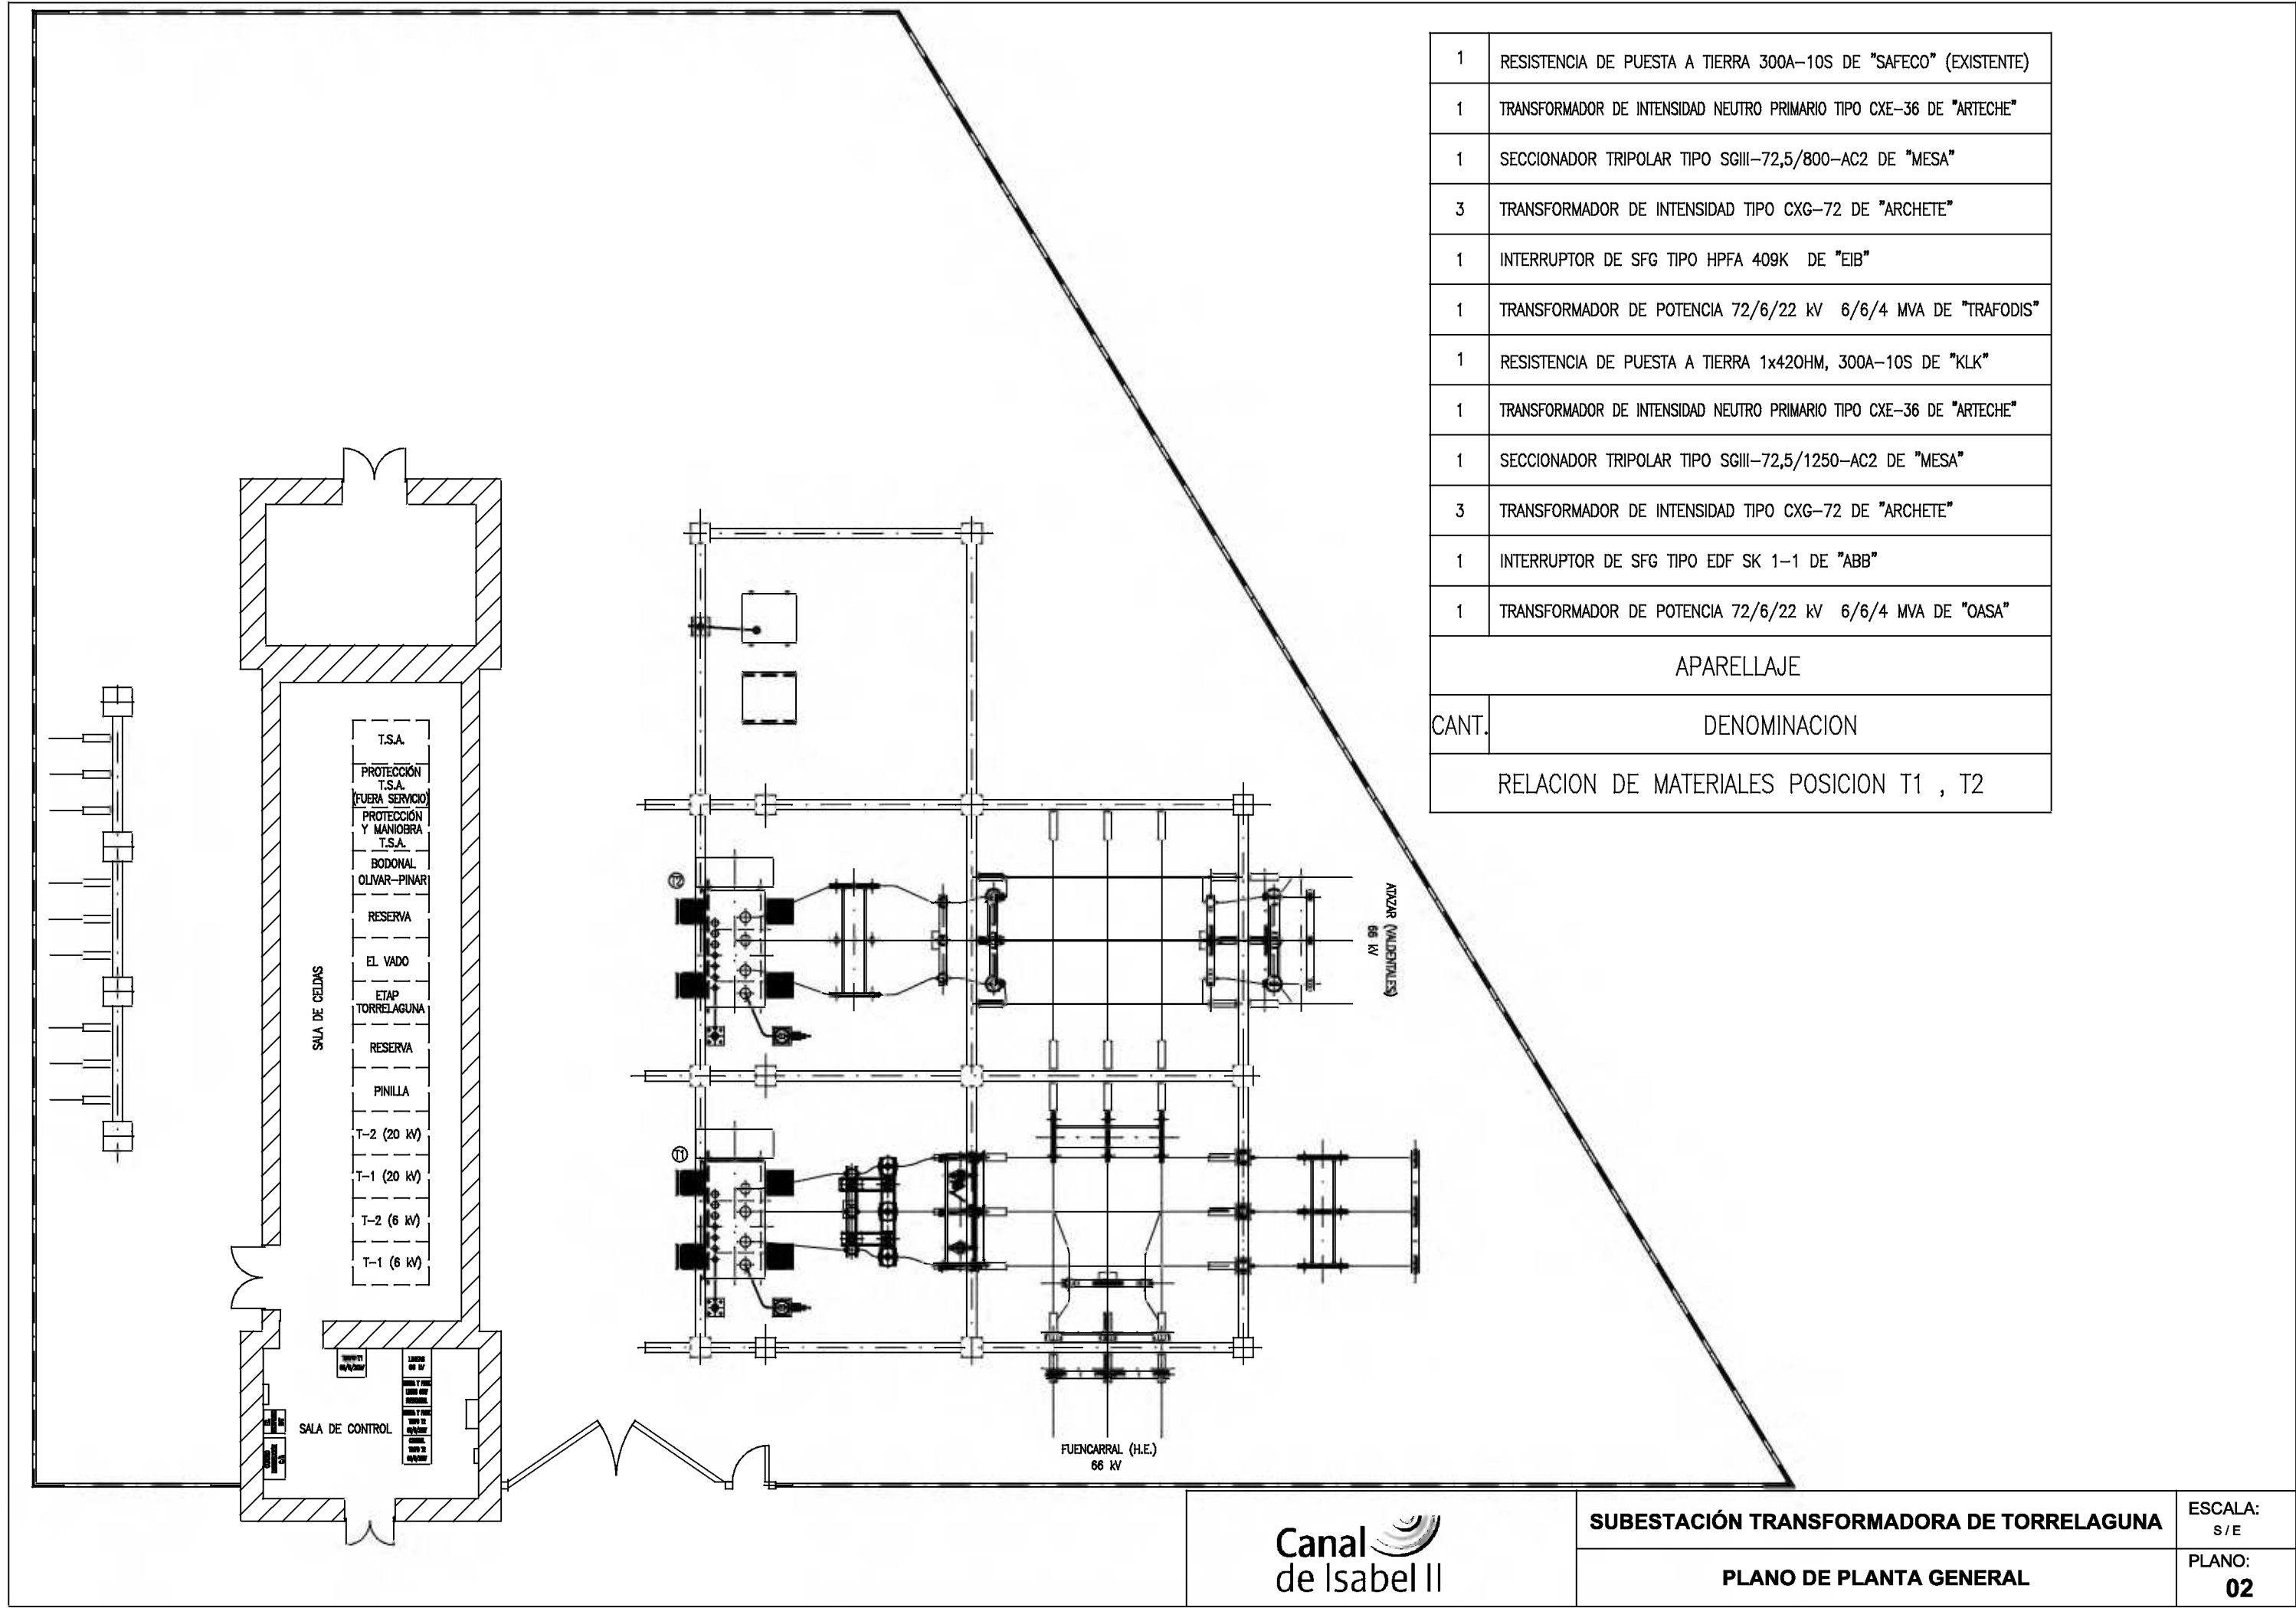 1 RESISTENCIA DE PUESTA A TIERRA 300A-10S DE "SAFECO" (EXISTENTE)
1 TRANSFORMADOR DE INTENSIDAD NEUTRO PRIMARIO TIPO CXE-36 DE "ARTECHE"
1 SECCIONADOR TRIPOLAR TIPO SGIII-72,5/800-AC2 DE "MESA"
3 TRANSFORMADOR DE INTENSIDAD TIPO CXG-72 DE "ARCHETE"
1 INTERRUPTOR DE SFG TIPO HPFA 409K DE "EIB"
1 TRANSFORMADOR DE POTENCIA 72/6/22 kV 6/6/4 MVA DE "TRAFODIS"
1 RESISTENCIA DE PUESTA A TIERRA 1x42OHM, 300A-10S DE "KLK"
1 TRANSFORMADOR DE INTENSIDAD NEUTRO PRIMARIO TIPO CXE-36 DE "ARTECHE"
1 SECCIONADOR TRIPOLAR TIPO SGIII-72,5/1250-AC2 DE "MESA"
3 TRANSFORMADOR DE INTENSIDAD TIPO CXG-72 DE "ARCHETE"
1 INTERRUPTOR DE SFG TIPO EDF SK 1-1 DE "ABB"
1 TRANSFORMADOR DE POTENCIA 72/6/22 kV 6/6/4 MVA DE "OASA"
APARELLAJE
CANT. DENOMINACION
RELACION DE MATERIALES POSICION T1 , T2
T.S.A.
PROTECCIÓN
T.S.A.
(FUERA SERVICIO)
PROTECCIÓN
Y MANIOBRA
T.S.A.
BODONAL
OLIVAR-PINAR
RESERVA
EL VADO
ETAP
TORRELAGUNA
RESERVA
PINILLA
T-2 (20 kV)
T-1 (20 kV)
T-2 (6 kV)
T-1 (6 kV)
SALA DE CELDAS
SALA DE CONTROL
T2
T1
ATAZAR (VALDENTALES)
66 kV
FUENCARRAL (H.E.)
66 kV
Canal
de Isabel II
SUBESTACIÓN TRANSFORMADORA DE TORRELAGUNA
PLANO DE PLANTA GENERAL
ESCALA:
S / E
PLANO:
02